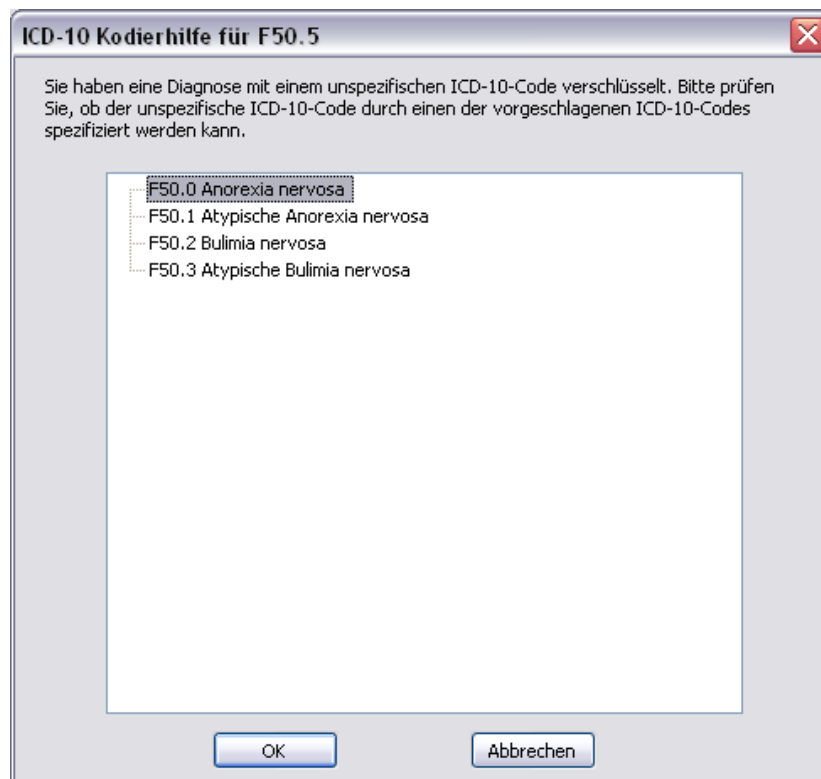 ICD-10 Kodierhilfe für F50.5
Sie haben eine Diagnose mit einem unspezifischen ICD-10-Code verschlüsselt. Bitte prüfen
Sie, ob der unspezifische ICD-10-Code durch einen der vorgeschlagenen ICD-10-Codes
spezifiziert werden kann.
F50.0 Anorexia nervosa
F50.1 Atypische Anorexia nervosa
F50.2 Bulimia nervosa
F50.3 Atypische Bulimia nervosa
OK Abbrechen